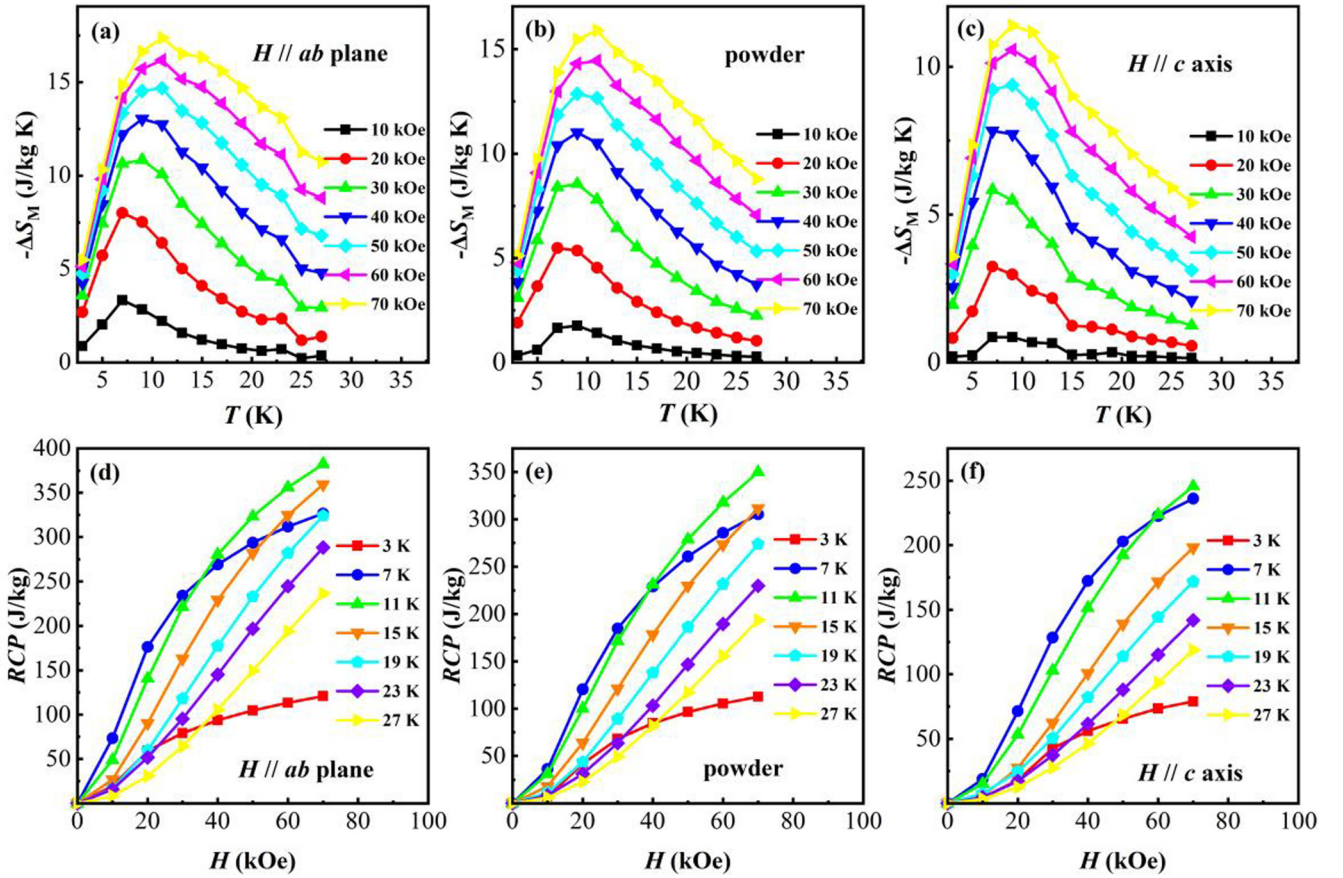 (a)
H // ab plane
-ΔS_M (J/kg K)
15
10
5
0
10 kOe
20 kOe
30 kOe
40 kOe
50 kOe
60 kOe
70 kOe
5 10 15 20 25 30 35
T (K)
(b)
powder
-ΔS_M (J/kg K)
15
10
5
0
10 kOe
20 kOe
30 kOe
40 kOe
50 kOe
60 kOe
70 kOe
5 10 15 20 25 30 35
T (K)
(c)
H // c axis
-ΔS_M (J/kg K)
10
5
0
10 kOe
20 kOe
30 kOe
40 kOe
50 kOe
60 kOe
70 kOe
5 10 15 20 25 30 35
T (K)
(d)
RCP (J/kg)
400
350
300
250
200
150
100
50
0
3 K
7 K
11 K
15 K
19 K
23 K
27 K
H // ab plane
0 20 40 60 80 100
H (kOe)
(e)
RCP (J/kg)
350
300
250
200
150
100
50
0
3 K
7 K
11 K
15 K
19 K
23 K
27 K
powder
0 20 40 60 80 100
H (kOe)
(f)
RCP (J/kg)
250
200
150
100
50
0
3 K
7 K
11 K
15 K
19 K
23 K
27 K
H // c axis
0 20 40 60 80 100
H (kOe)